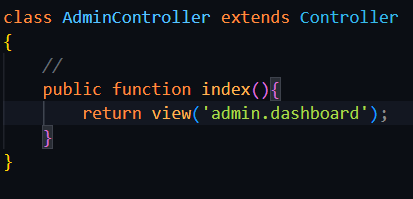 class AdminController extends Controller
{
    //
    public function index(){
        return view('admin.dashboard');
    }
}